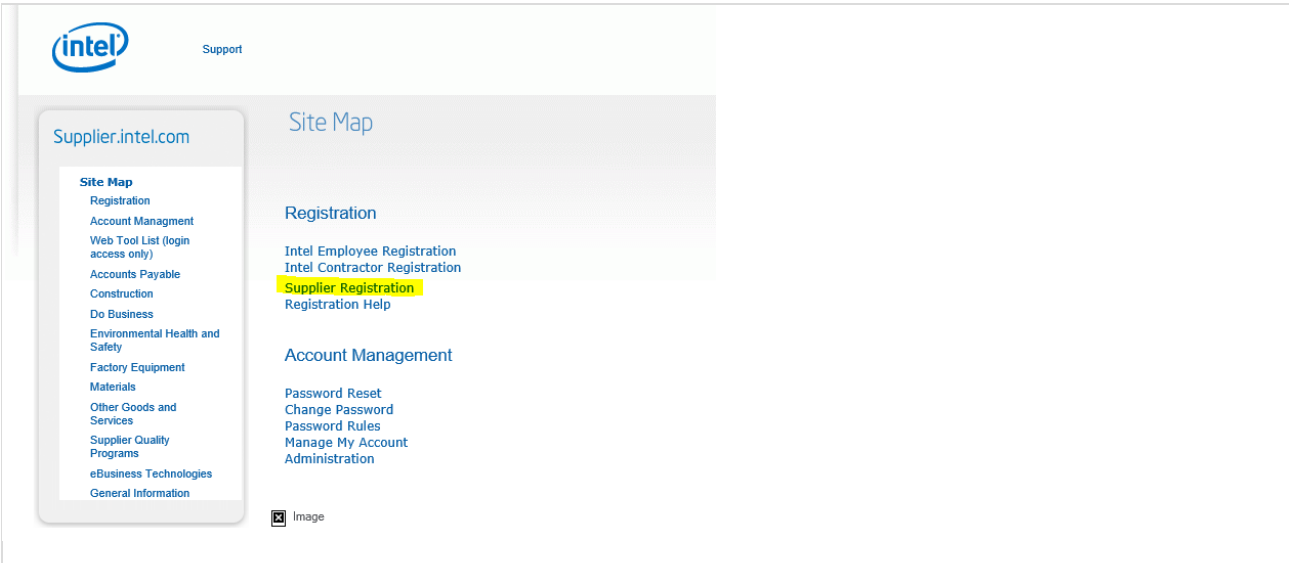 intel
Support
Supplier.intel.com
Site Map
Registration
Account Managment
Web Tool List (login
access only)
Accounts Payable
Construction
Do Business
Environmental Health and
Safety
Factory Equipment
Materials
Other Goods and
Services
Supplier Quality
Programs
eBusiness Technologies
General Information
Site Map
Registration
Intel Employee Registration
Intel Contractor Registration
Supplier Registration
Registration Help
Account Management
Password Reset
Change Password
Password Rules
Manage My Account
Administration
Image